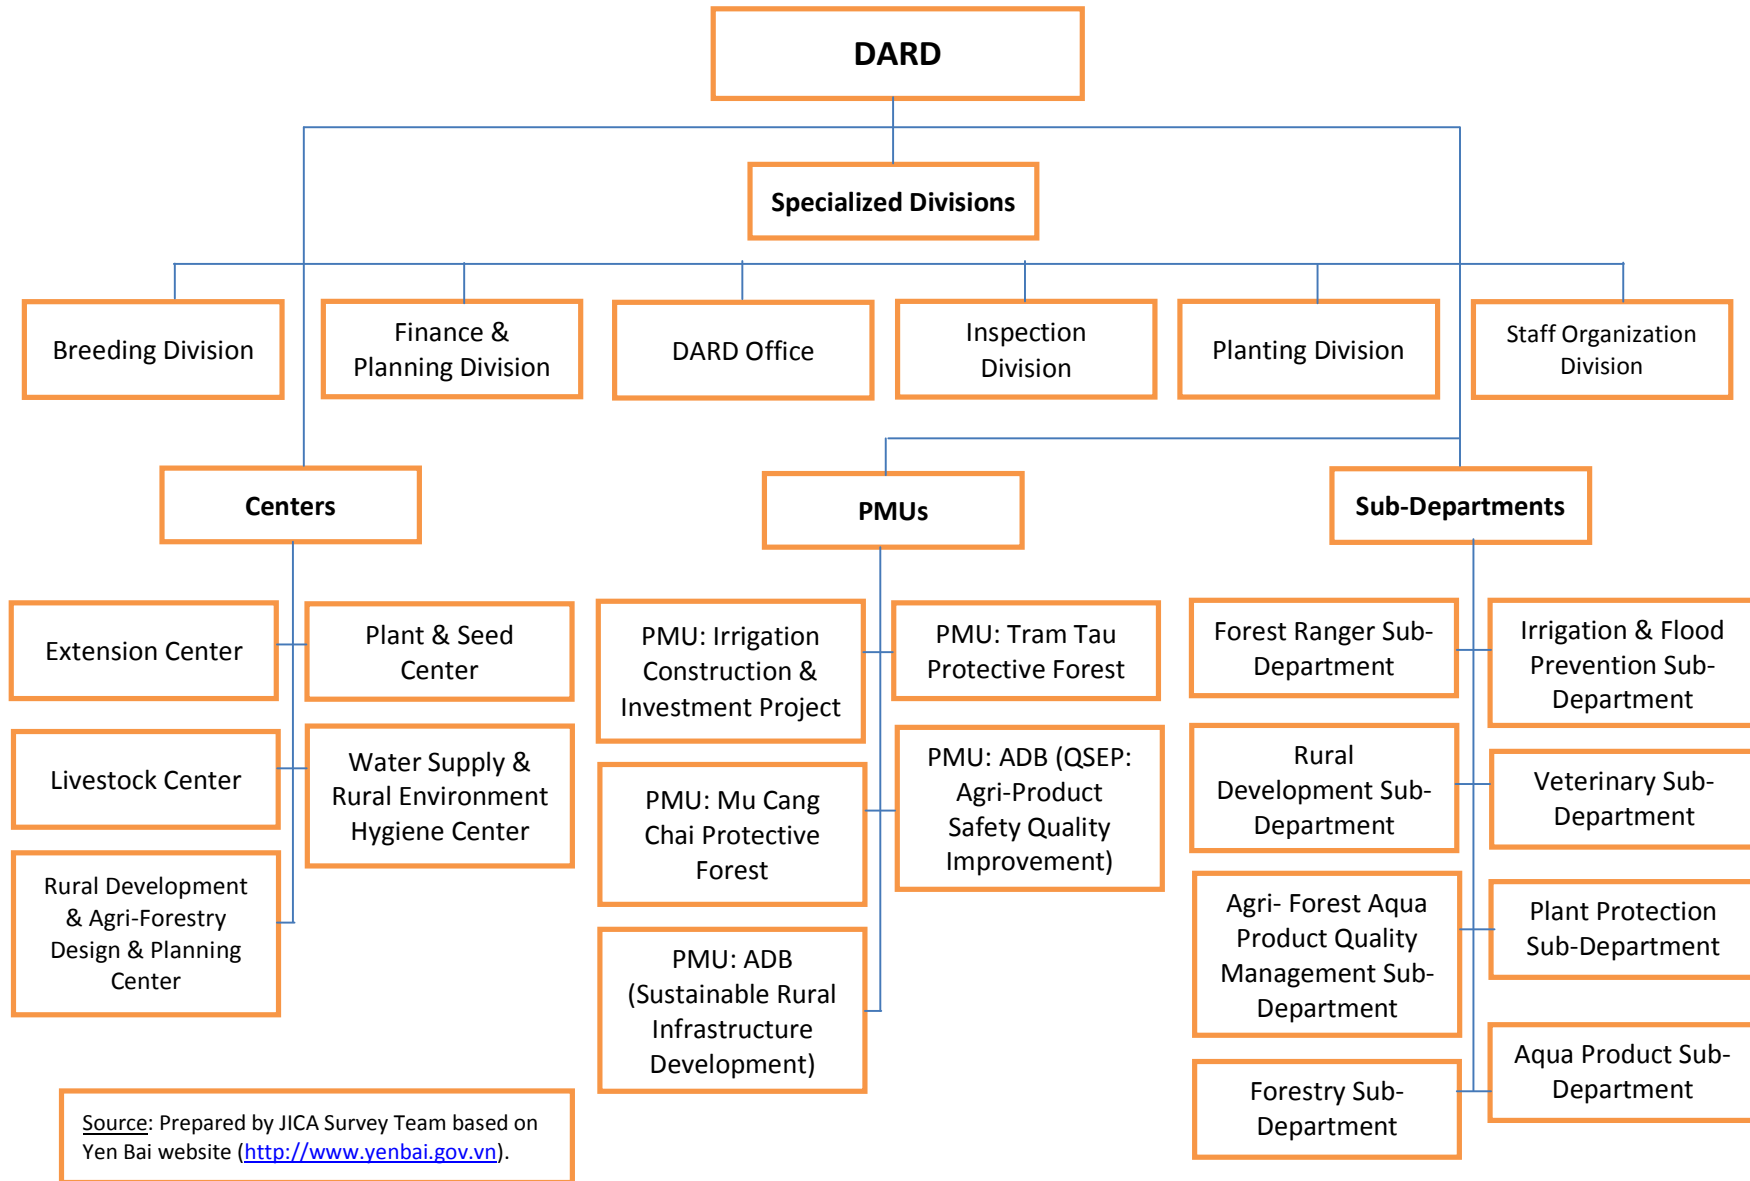 DARD
Specialized Divisions
Breeding Division
Finance &
Planning Division
DARD Office
Inspection
Division
Planting Division
Staff Organization
Division
Centers
PMUs
Sub-Departments
Extension Center
Plant & Seed
Center
Livestock Center
Water Supply &
Rural Environment
Hygiene Center
Rural Development
& Agri-Forestry
Design & Planning
Center
PMU: Irrigation
Construction &
Investment Project
PMU: Tram Tau
Protective Forest
PMU: Mu Cang
Chai Protective
Forest
PMU: ADB (QSEP:
Agri-Product
Safety Quality
Improvement)
PMU: ADB
(Sustainable Rural
Infrastructure
Development)
Forest Ranger Sub-
Department
Irrigation & Flood
Prevention Sub-
Department
Rural
Development Sub-
Department
Veterinary Sub-
Department
Agri- Forest Aqua
Product Quality
Management Sub-
Department
Plant Protection
Sub-Department
Forestry Sub-
Department
Aqua Product Sub-
Department
Source: Prepared by JICA Survey Team based on
Yen Bai website (http://www.yenbai.gov.vn).